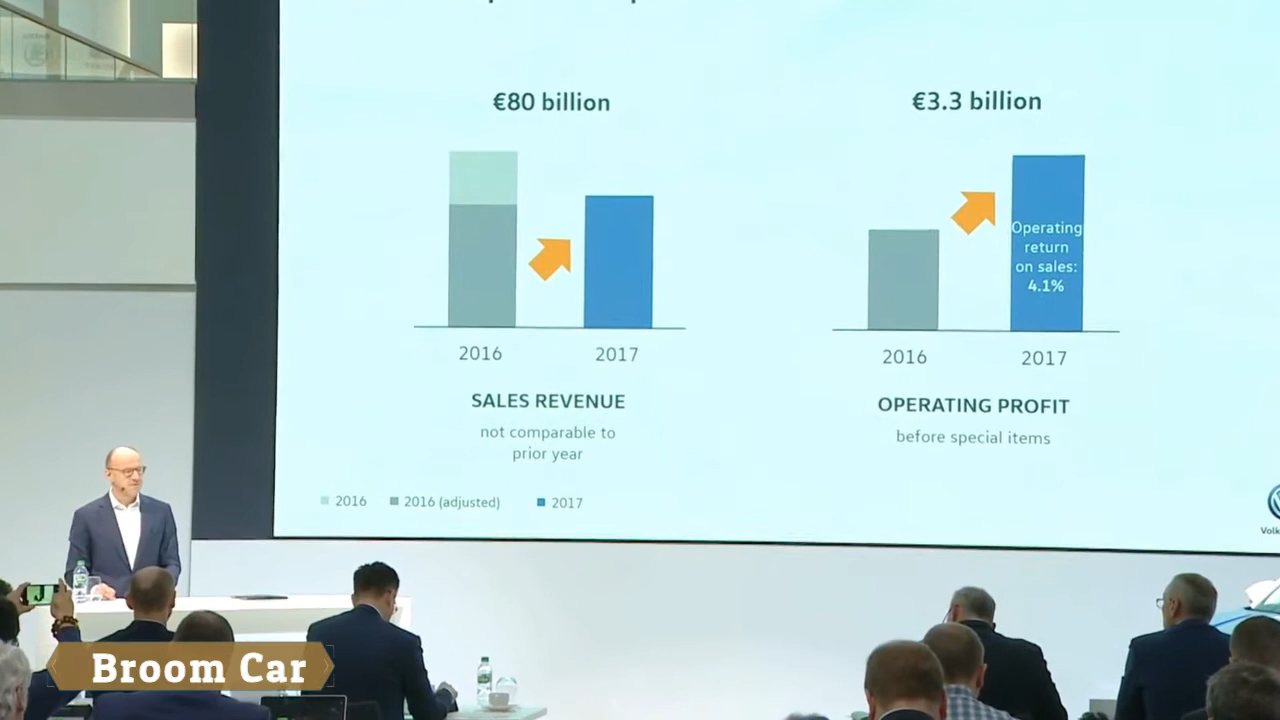 €80 billion
€3.3 billion
Operating
return
on sales:
4.1%
2016
2017
2016
2017
SALES REVENUE
OPERATING PROFIT
not comparable to
prior year
before special items
2016
2016 (adjusted)
2017
Broom Car